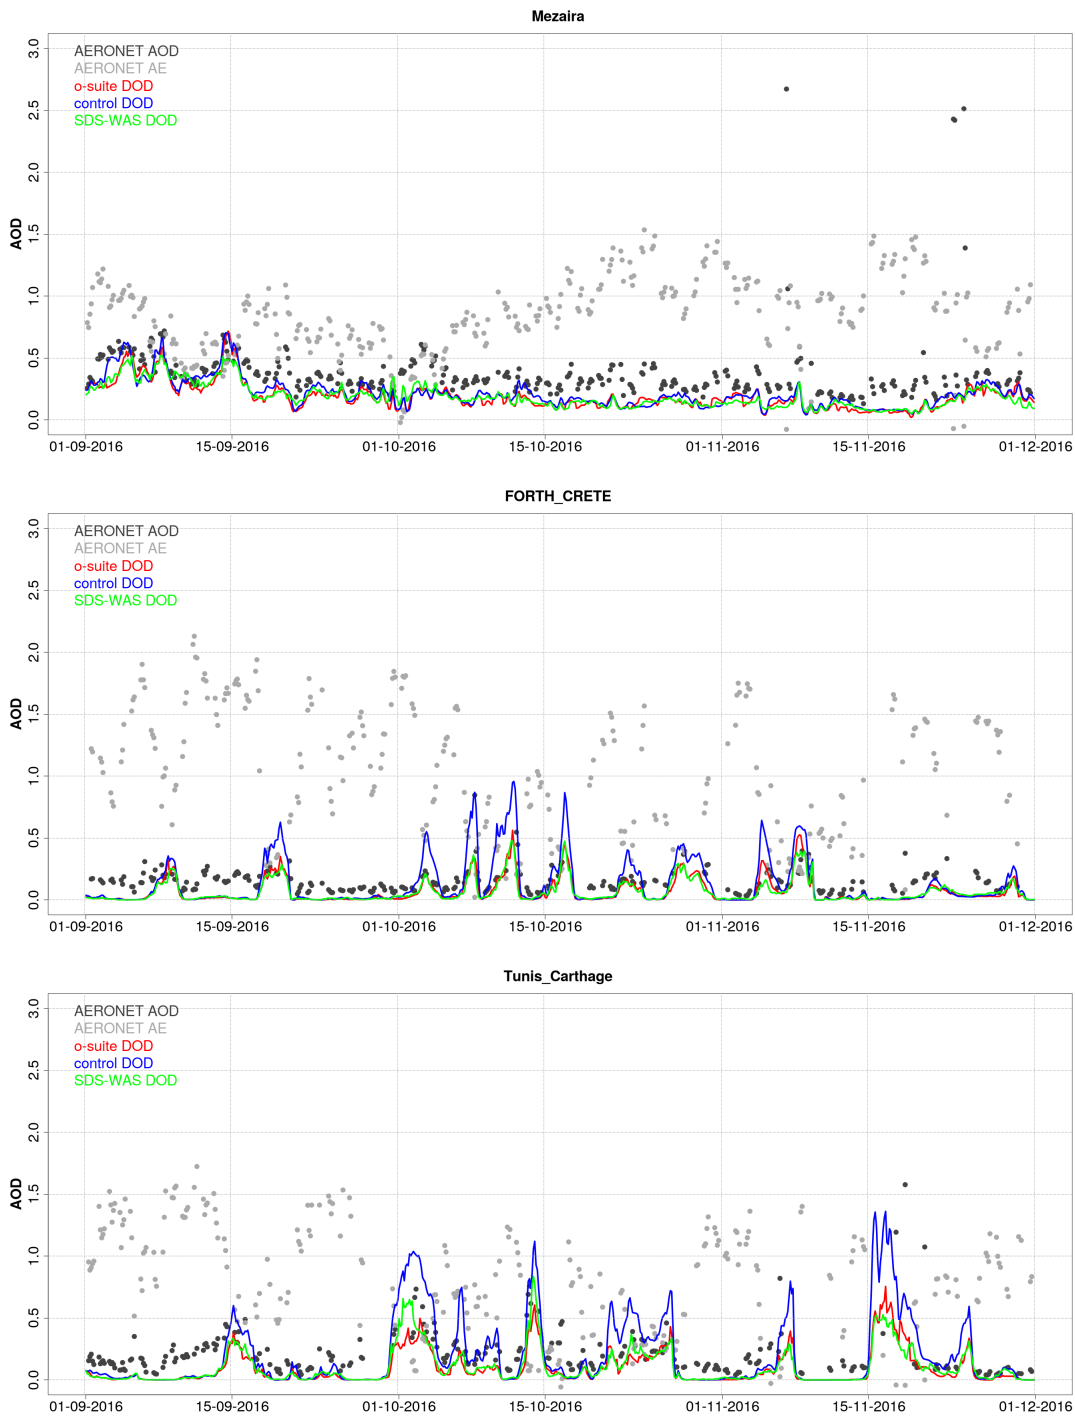 Mezaira
3.0
2.5
2.0
1.5
1.0
0.5
0.0
AOD
AERONET AOD
AERONET AE
o-suite DOD
control DOD
SDS-WAS DOD
01-09-2016 15-09-2016 01-10-2016 15-10-2016 01-11-2016 15-11-2016 01-12-2016
FORTH_CRETE
3.0
2.5
2.0
1.5
1.0
0.5
0.0
AOD
AERONET AOD
AERONET AE
o-suite DOD
control DOD
SDS-WAS DOD
01-09-2016 15-09-2016 01-10-2016 15-10-2016 01-11-2016 15-11-2016 01-12-2016
Tunis_Carthage
3.0
2.5
2.0
1.5
1.0
0.5
0.0
AOD
AERONET AOD
AERONET AE
o-suite DOD
control DOD
SDS-WAS DOD
01-09-2016 15-09-2016 01-10-2016 15-10-2016 01-11-2016 15-11-2016 01-12-2016